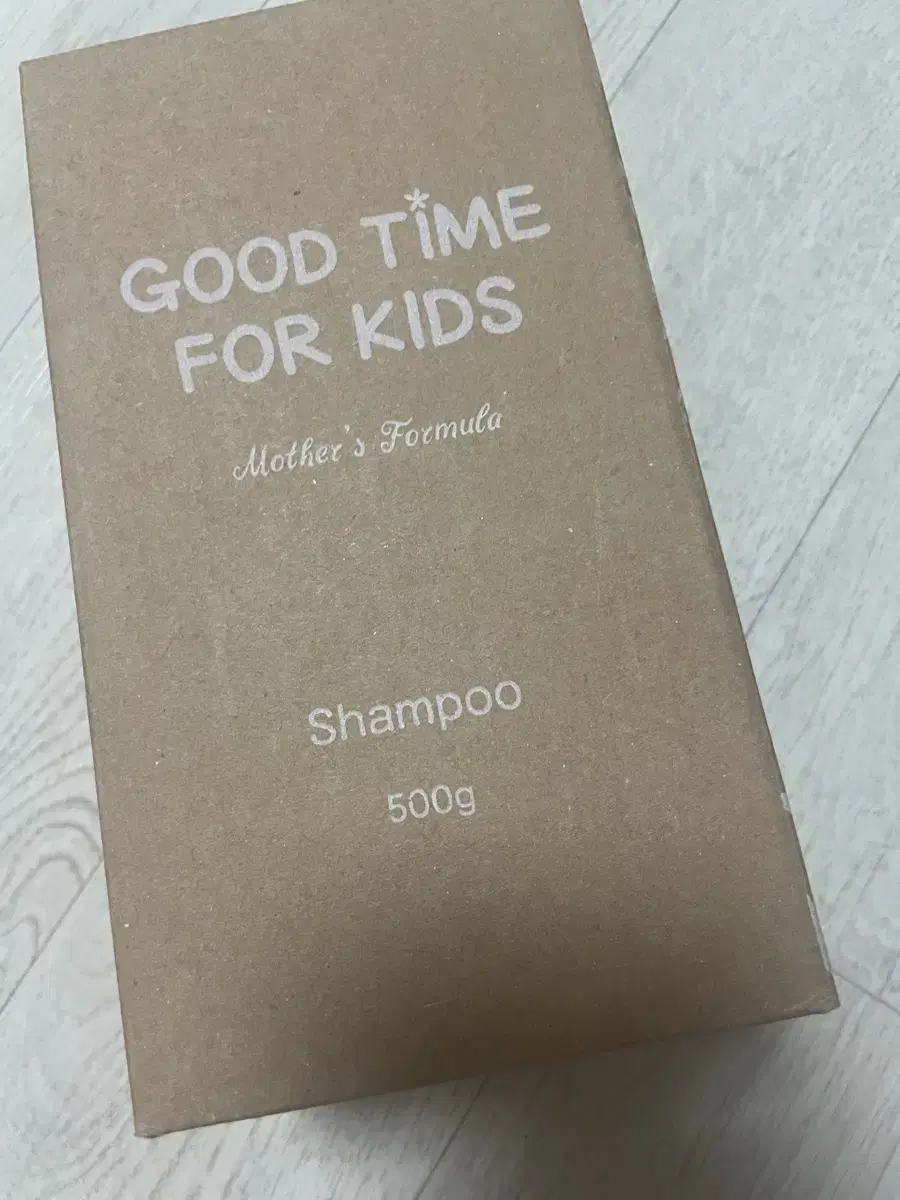 GOOD TIME
FOR KIDS
Mother's Formula
Shampoo
500g